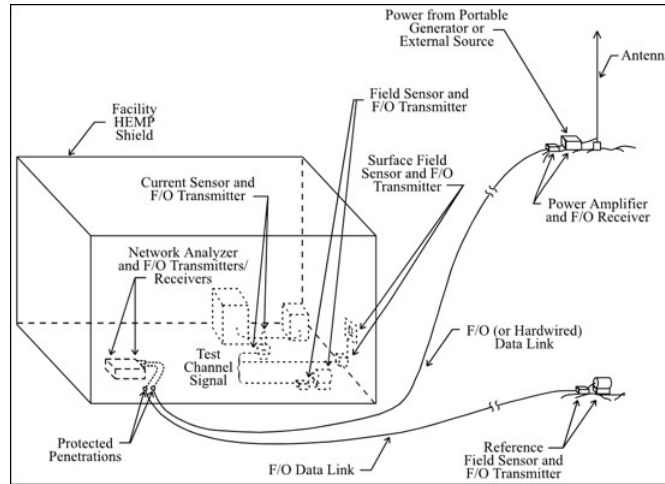 Power from Portable
Generator or
External Source
Antenn
Facility
HEMP
Shield
Field Sensor and
F/O Transmitter
Surface Field
Sensor and F/O
Transmitter
Current Sensor and
F/O Transmitter
Power Amplifier
and F/O Receiver
Network Analyzer
and F/O Transmitters/
Receivers
Test
Channel
Signal
F/O (or Hardwired)
Data Link
Protected
Penetrations
F/O Data Link
Reference
Field Sensor and
F/O Transmitter